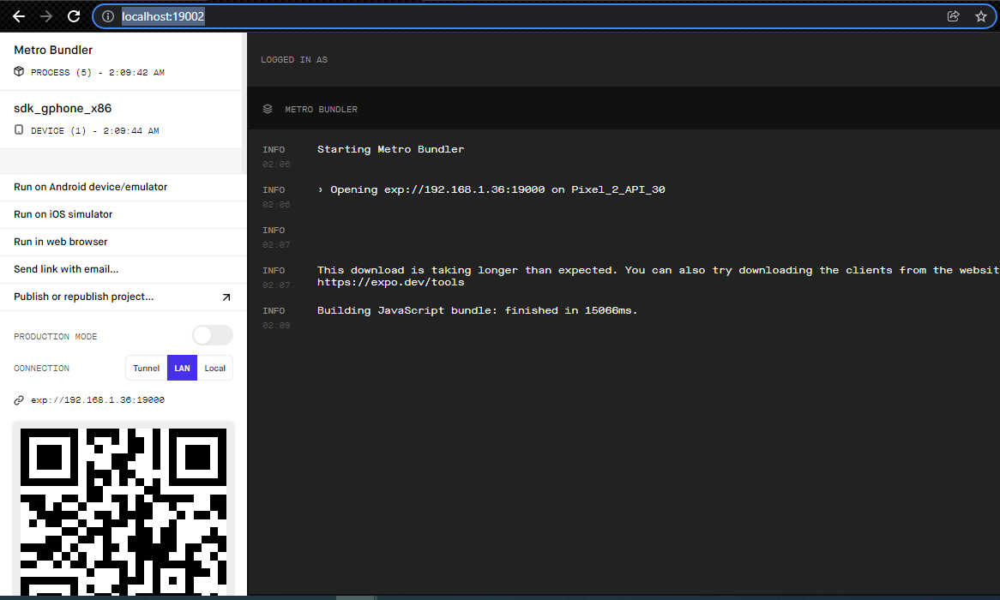 localhost:19002
Metro Bundler
PROCESS (5) - 2:09:42 AM
sdk_gphone_x86
DEVICE (1) - 2:09:44 AM
Run on Android device/emulator
Run on iOS simulator
Run in web browser
Send link with email...
Publish or republish project...
PRODUCTION MODE
CONNECTION
Tunnel
LAN
Local
exp://192.168.1.36:19000
LOGGED IN AS
METRO BUNDLER
INFO
Starting Metro Bundler
02:06
INFO
› Opening exp://192.168.1.36:19000 on Pixel_2_API_30
02:06
INFO
02:07
INFO
This download is taking longer than expected. You can also try downloading the clients from the websit
02:07
https://expo.dev/tools
INFO
Building JavaScript bundle: finished in 15066ms.
02:09